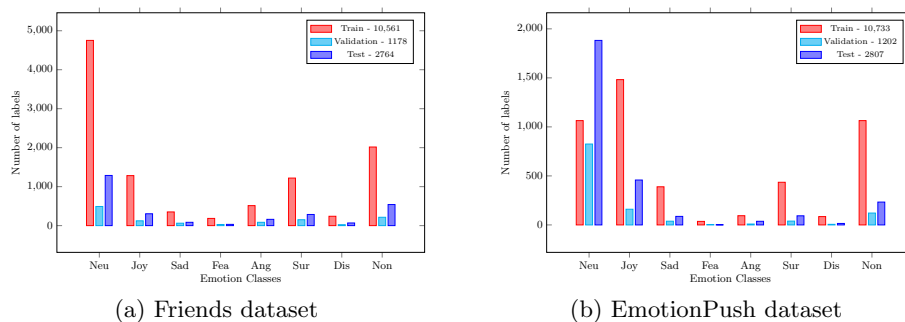 5,000
4,000
3,000
2,000
1,000
0
Number of labels
Train - 10,561
Validation - 1178
Test - 2764
Neu Joy Sad Fea Ang Sur Dis Non
Emotion Classes
(a) Friends dataset
2,000
1,500
1,000
500
0
Number of labels
Train - 10,733
Validation - 1202
Test - 2807
Neu Joy Sad Fea Ang Sur Dis Non
Emotion Classes
(b) EmotionPush dataset